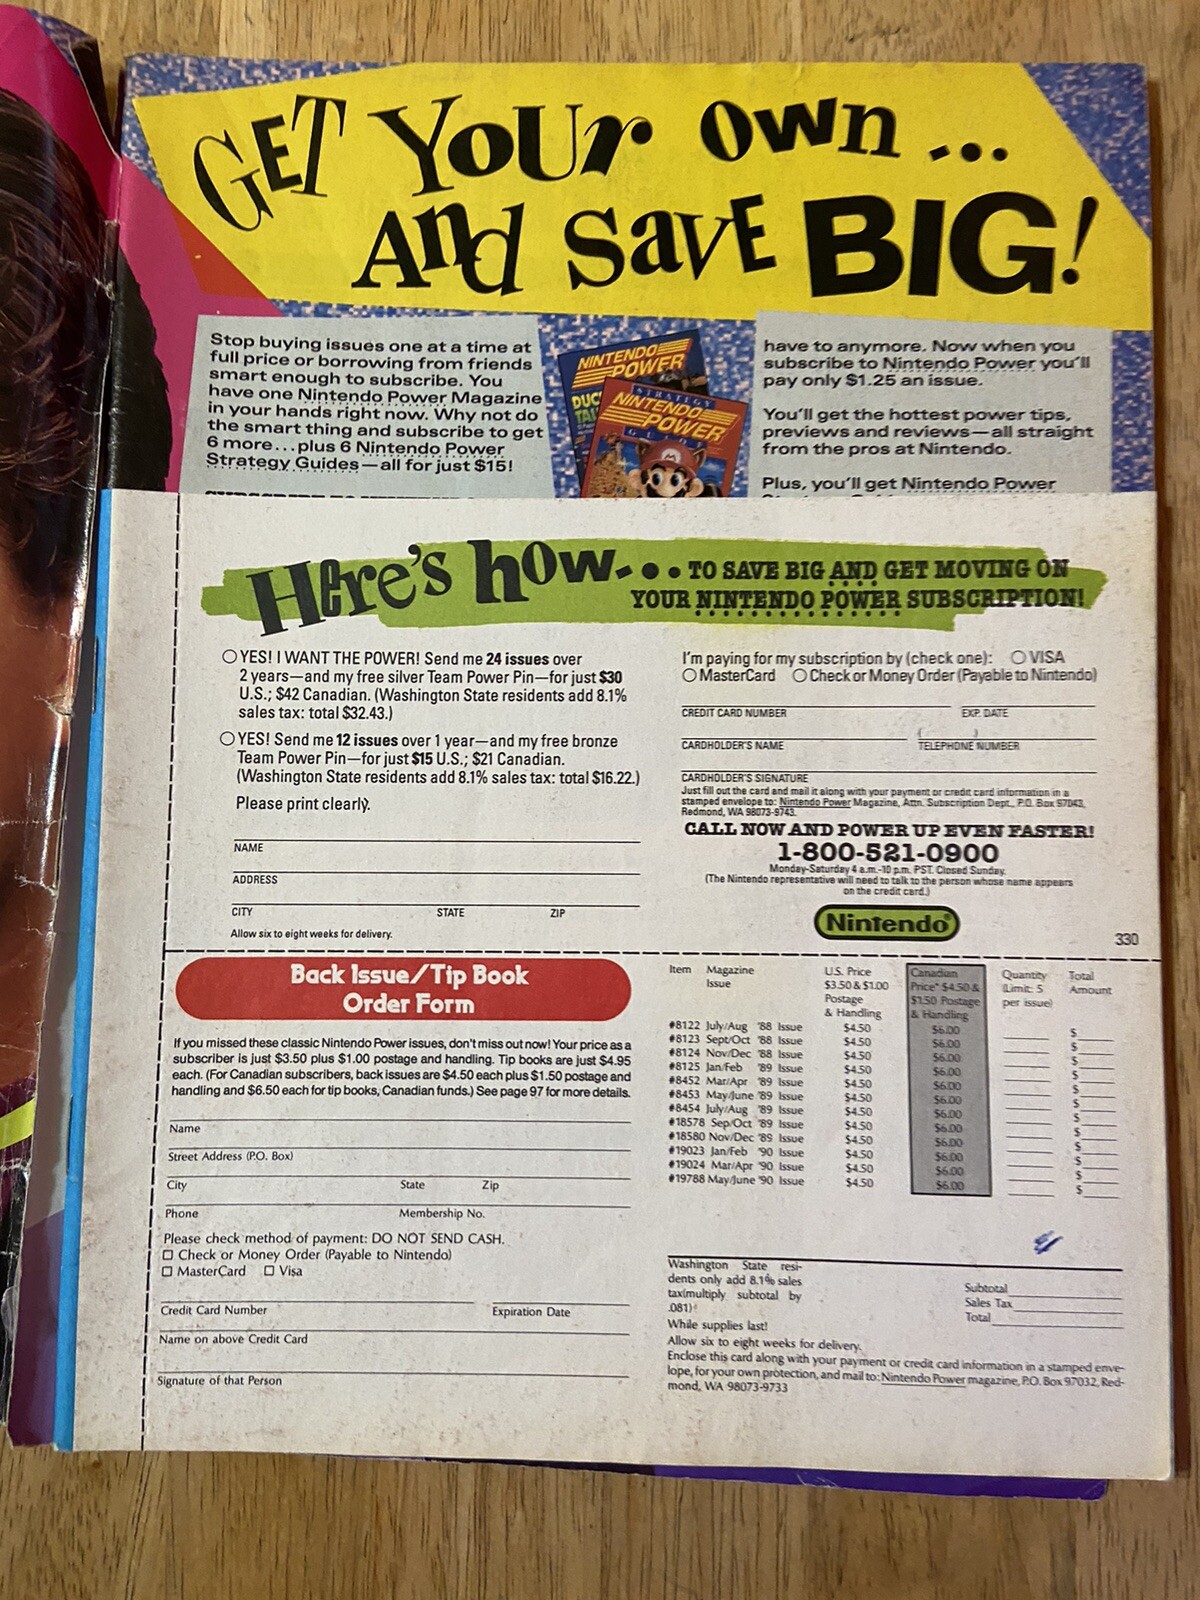 GET YOUr Own ...
And SavE BIG!
Stop buying issues one at a time at
full price or borrowing from friends
smart enough to subscribe. You
have one Nintendo Power Magazine
in your hands right now. Why not do
the smart thing and subscribe to get
6 more...plus 6 Nintendo Power
Strategy Guides—all for just $15!
NINTENDO
POWER
DUCK
STRATEGY
NINTENDO
POWER
GUIDE
have to anymore. Now when you
subscribe to Nintendo Power you'll
pay only $1.25 an issue.
You'll get the hottest power tips,
previews and reviews—all straight
from the pros at Nintendo.
Plus, you'll get Nintendo Power
Here's how... TO SAVE BIG AND GET MOVING ON
YOUR NINTENDO POWER SUBSCRIPTION!
YES! I WANT THE POWER! Send me 24 issues over
2 years—and my free silver Team Power Pin—for just $30
U.S.; $42 Canadian. (Washington State residents add 8.1%
sales tax: total $32.43.)
YES! Send me 12 issues over 1 year—and my free bronze
Team Power Pin—for just $15 U.S.; $21 Canadian.
(Washington State residents add 8.1% sales tax: total $16.22.)
Please print clearly.
NAME
ADDRESS
CITY STATE ZIP
Allow six to eight weeks for delivery.
I'm paying for my subscription by (check one): VISA
MasterCard Check or Money Order (Payable to Nintendo)
CREDIT CARD NUMBER EXP. DATE
( )
CARDHOLDER'S NAME TELEPHONE NUMBER
CARDHOLDER'S SIGNATURE
Just fill out the card and mail it along with your payment or credit card information in a
stamped envelope to: Nintendo Power Magazine, Attn. Subscription Dept., P.O. Box 97043,
Redmond, WA 98073-9743.
CALL NOW AND POWER UP EVEN FASTER!
1-800-521-0900
Monday-Saturday 4 a.m.-10 p.m. PST. Closed Sunday.
(The Nintendo representative will need to talk to the person whose name appears
on the credit card.)
Nintendo®
330
Back Issue/Tip Book
Order Form
If you missed these classic Nintendo Power issues, don't miss out now! Your price as a
subscriber is just $3.50 plus $1.00 postage and handling. Tip books are just $4.95
each. (For Canadian subscribers, back issues are $4.50 each plus $1.50 postage and
handling and $6.50 each for tip books, Canadian funds.) See page 97 for more details.
Name
Street Address (P.O. Box)
City State Zip
Phone Membership No.
Please check method of payment: DO NOT SEND CASH.
Check or Money Order (Payable to Nintendo)
MasterCard Visa
Credit Card Number Expiration Date
Name on above Credit Card
Signature of that Person
Item Magazine U.S. Price Canadian Quantity Total
Issue $3.50 & $1.00 Price* $4.50 & (Limit: 5 Amount
Postage $1.50 Postage per issue)
& Handling & Handling
#8122 July/Aug '88 Issue $4.50 $6.00 $
#8123 Sept/Oct '88 Issue $4.50 $6.00 $
#8124 Nov/Dec '88 Issue $4.50 $6.00 $
#8125 Jan/Feb '89 Issue $4.50 $6.00 $
#8452 Mar/Apr '89 Issue $4.50 $6.00 $
#8453 May/June '89 Issue $4.50 $6.00 $
#8454 July/Aug '89 Issue $4.50 $6.00 $
#18578 Sep/Oct '89 Issue $4.50 $6.00 $
#18580 Nov/Dec '89 Issue $4.50 $6.00 $
#19023 Jan/Feb '90 Issue $4.50 $6.00 $
#19024 Mar/Apr '90 Issue $4.50 $6.00 $
#19788 May/June '90 Issue $4.50 $6.00 $
Washington State resi-
dents only add 8.1% sales
tax(multiply subtotal by
.081)
While supplies last!
Subtotal
Sales Tax
Total
Allow six to eight weeks for delivery.
Enclose this card along with your payment or credit card information in a stamped enve-
lope, for your own protection, and mail to: Nintendo Power magazine, P.O. Box 97032, Red-
mond, WA 98073-9733